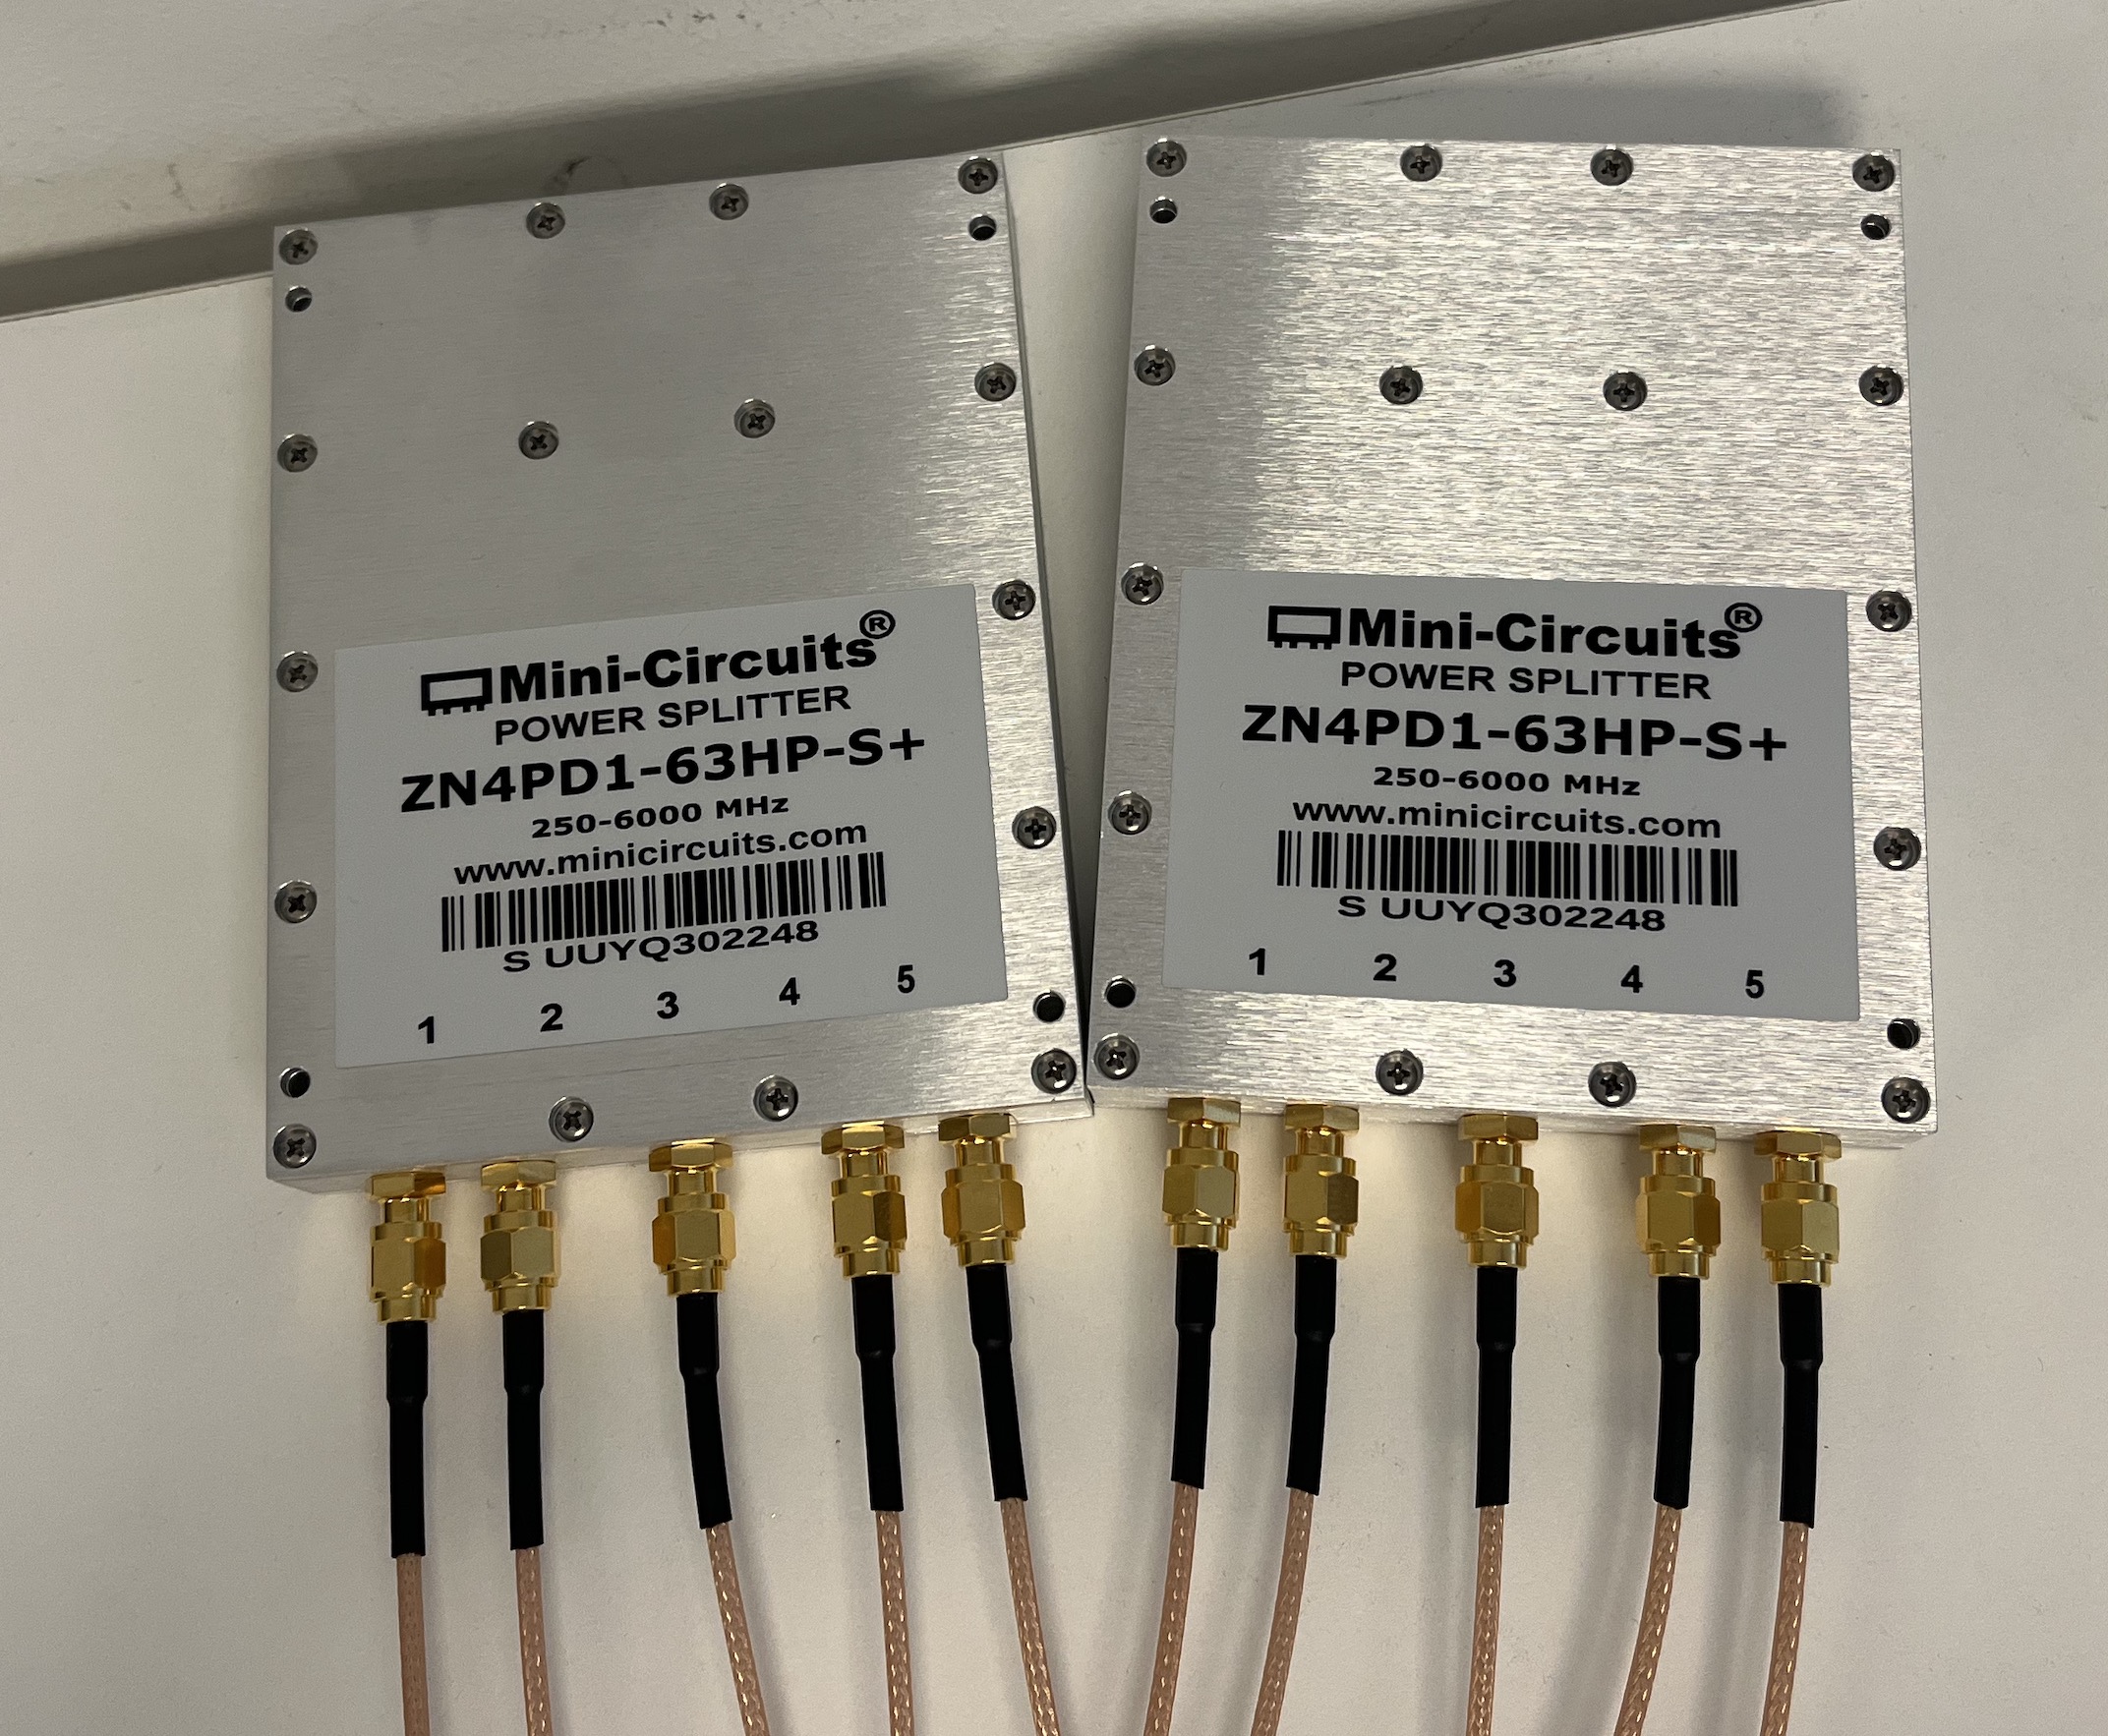 Mini-Circuits®
POWER SPLITTER
ZN4PD1-63HP-S+
250-6000 MHz
www.minicircuits.com
S UUYQ302248
1 2 3 4 5
Mini-Circuits®
POWER SPLITTER
ZN4PD1-63HP-S+
250-6000 MHz
www.minicircuits.com
S UUYQ302248
1 2 3 4 5